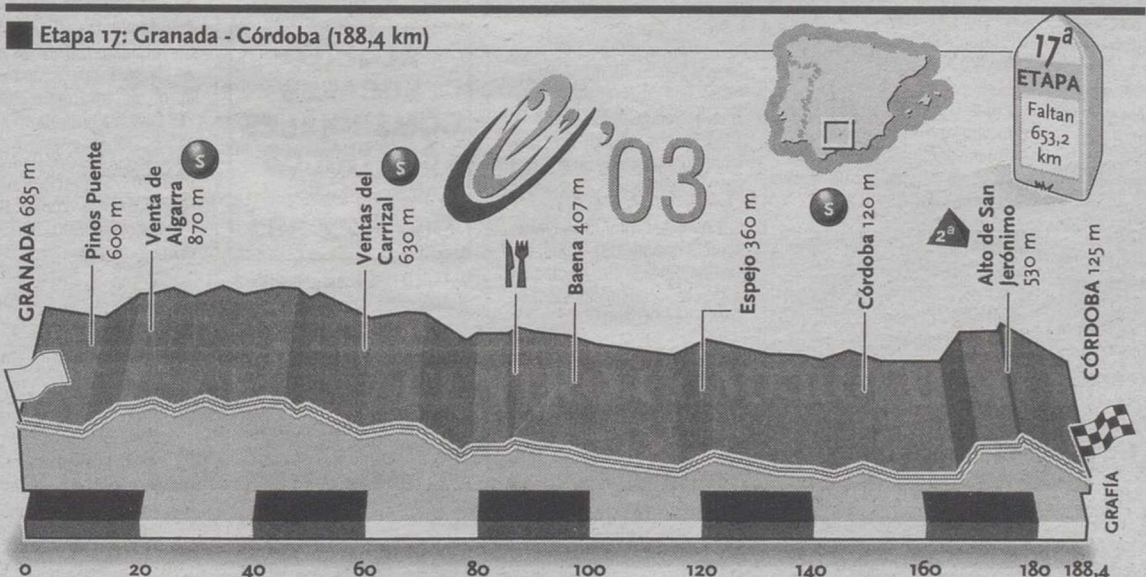 Etapa 17: Granada - Córdoba (188,4 km)
'03
17ª
ETAPA
Faltan
653,2
km
GRANADA 685 m
Pinos Puente
600 m
Venta de
Algarra
870 m
S
Ventas del
Carrizal
630 m
S
Baena 407 m
Espejo 360 m
S
Córdoba 120 m
2ª
Alto de San
Jerónimo
530 m
CÓRDOBA 125 m
GRAFÍA
0 20 40 60 80 100 120 140 160 180 188,4